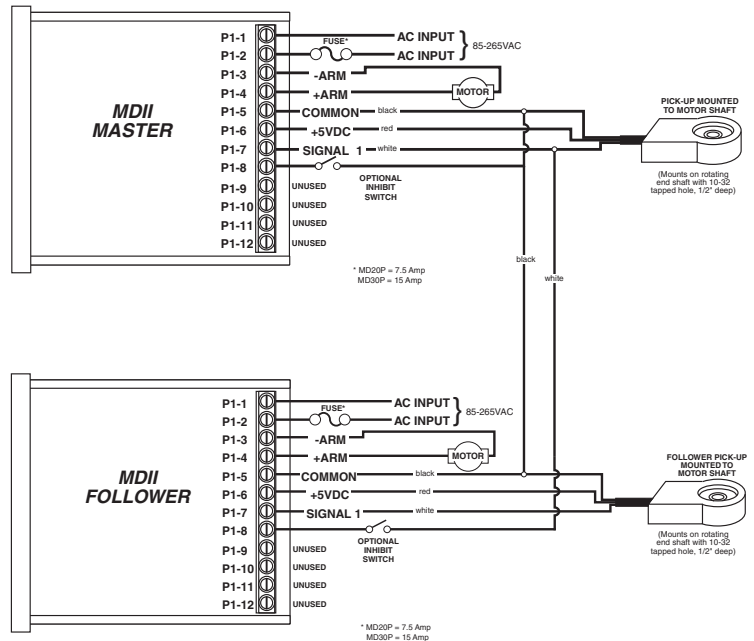 P1-1 AC INPUT
FUSE*
85-265VAC
P1-2 AC INPUT
P1-3 -ARM
P1-4 +ARM MOTOR
MDII
MASTER
P1-5 COMMON black
P1-6 +5VDC red
P1-7 SIGNAL 1 white
P1-8
OPTIONAL
INHIBIT
SWITCH
P1-9 UNUSED
P1-10 UNUSED
P1-11 UNUSED
P1-12 UNUSED
PICK-UP MOUNTED
TO MOTOR SHAFT
(Mounts on rotating
end shaft with 10-32
tapped hole, 1/2" deep)
* MD20P = 7.5 Amp
MD30P = 15 Amp
black
white
P1-1 AC INPUT
FUSE*
85-265VAC
P1-2 AC INPUT
P1-3 -ARM
P1-4 +ARM MOTOR
MDII
FOLLOWER
P1-5 COMMON black
P1-6 +5VDC red
P1-7 SIGNAL 1 white
P1-8
OPTIONAL
INHIBIT
SWITCH
P1-9 UNUSED
P1-10 UNUSED
P1-11 UNUSED
P1-12 UNUSED
FOLLOWER PICK-UP
MOUNTED TO
MOTOR SHAFT
(Mounts on rotating
end shaft with 10-32
tapped hole, 1/2" deep)
* MD20P = 7.5 Amp
MD30P = 15 Amp